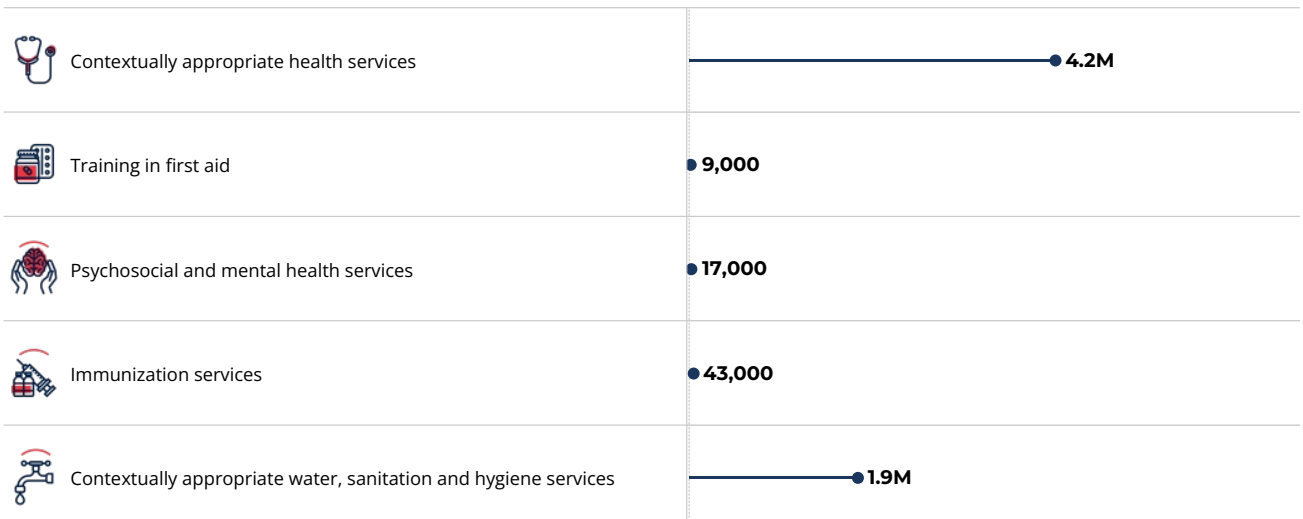 Contextually appropriate health services 4.2M
Training in first aid 9,000
Psychosocial and mental health services 17,000
Immunization services 43,000
Contextually appropriate water, sanitation and hygiene services 1.9M